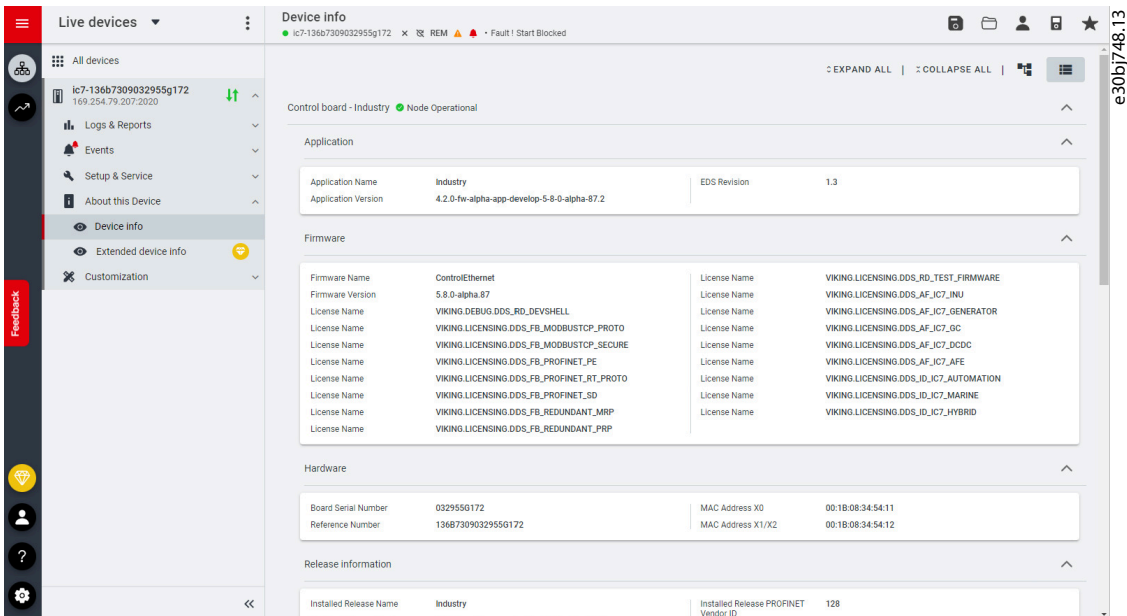 Live devices
Device info
ic7-136b7309032955g172 REM • Fault ! Start Blocked
All devices
EXPAND ALL | COLLAPSE ALL |
ic7-136b7309032955g172
169.254.79.207:2020
Logs & Reports
Events
Setup & Service
About this Device
Device info
Extended device info
Customization
Feedback
?
Control board - Industry Node Operational
Application
Application Name Industry EDS Revision 1.3
Application Version 4.2.0-fw-alpha-app-develop-5-8-0-alpha-87.2
Firmware
Firmware Name ControlEthernet License Name VIKING.LICENSING.DDS_RD_TEST_FIRMWARE
Firmware Version 5.8.0-alpha.87 License Name VIKING.LICENSING.DDS_AF_IC7_INU
License Name VIKING.DEBUG.DDS_RD_DEVSHELL License Name VIKING.LICENSING.DDS_AF_IC7_GENERATOR
License Name VIKING.LICENSING.DDS_FB_MODBUSTCP_PROTO License Name VIKING.LICENSING.DDS_AF_IC7_GC
License Name VIKING.LICENSING.DDS_FB_MODBUSTCP_SECURE License Name VIKING.LICENSING.DDS_AF_IC7_DCDC
License Name VIKING.LICENSING.DDS_FB_PROFINET_PE License Name VIKING.LICENSING.DDS_AF_IC7_AFE
License Name VIKING.LICENSING.DDS_FB_PROFINET_RT_PROTO License Name VIKING.LICENSING.DDS_ID_IC7_AUTOMATION
License Name VIKING.LICENSING.DDS_FB_PROFINET_SD License Name VIKING.LICENSING.DDS_ID_IC7_MARINE
License Name VIKING.LICENSING.DDS_FB_REDUNDANT_MRP License Name VIKING.LICENSING.DDS_ID_IC7_HYBRID
License Name VIKING.LICENSING.DDS_FB_REDUNDANT_PRP
Hardware
Board Serial Number 032955G172 MAC Address X0 00:1B:08:34:54:11
Reference Number 136B7309032955G172 MAC Address X1/X2 00:1B:08:34:54:12
Release information
Installed Release Name Industry Installed Release PROFINET 128
Vendor ID
e30bj748.13